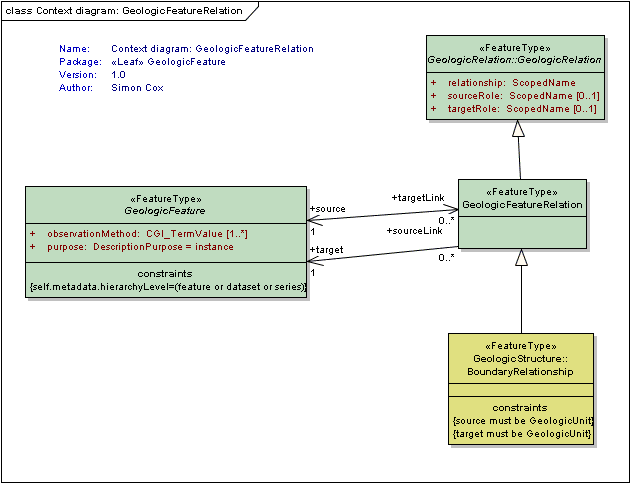 class Context diagram: GeologicFeatureRelation
Name: Context diagram: GeologicFeatureRelation
Package: «Leaf» GeologicFeature
Version: 1.0
Author: Simon Cox
«FeatureType»
GeologicRelation::GeologicRelation
+ relationship: ScopedName
+ sourceRole: ScopedName [0..1]
+ targetRole: ScopedName [0..1]
«FeatureType»
GeologicFeature
+ observationMethod: CGI_TermValue [1..*]
+ purpose: DescriptionPurpose = instance
constraints
{self.metadata.hierarchyLevel=(feature or dataset or series)}
+source
1
+target
1
+targetLink
0..*
+sourceLink
0..*
«FeatureType»
GeologicFeatureRelation
«FeatureType»
GeologicStructure::
BoundaryRelationship
constraints
{source must be GeologicUnit}
{target must be GeologicUnit}